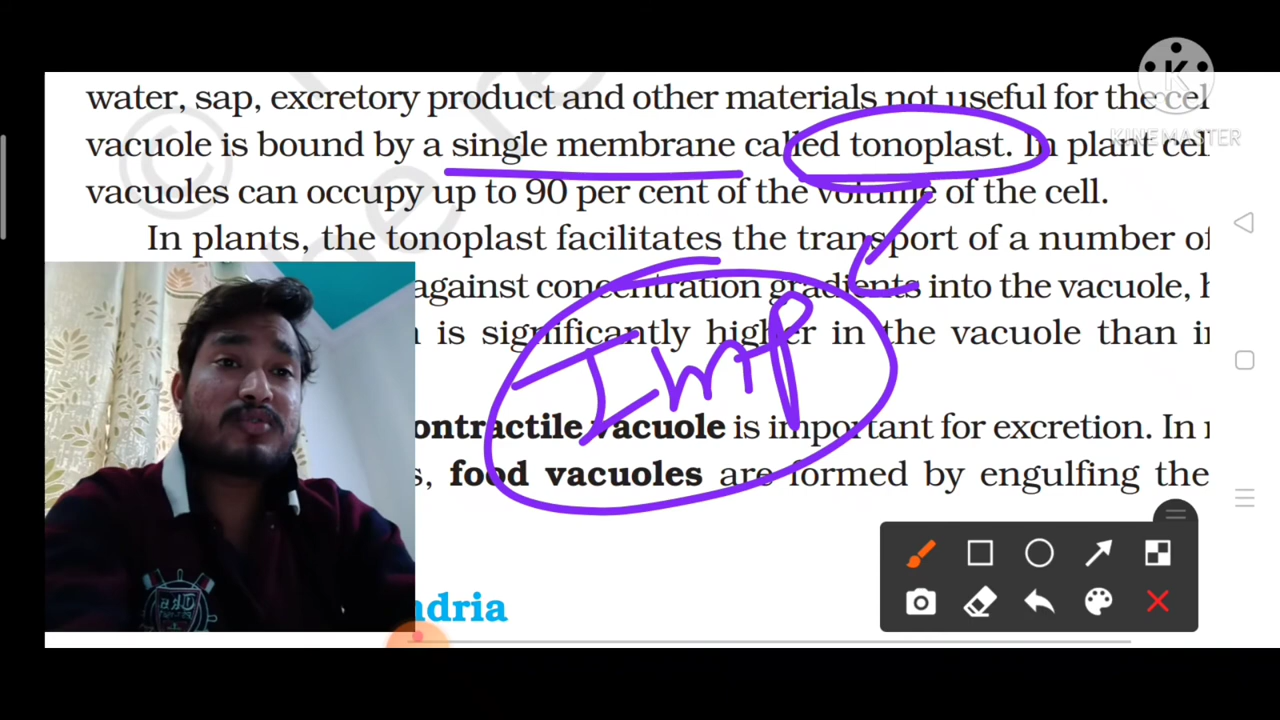 water, sap, excretory product and other materials not useful for the cel
KINEMASTER
vacuole is bound by a single membrane called tonoplast. In plant cel
vacuoles can occupy up to 90 per cent of the volume of the cell.
In plants, the tonoplast facilitates the transport of a number of
against concentration gradients into the vacuole, h
is significantly higher in the vacuole than in
Imp
ontractile vacuole is important for excretion. In
s, food vacuoles are formed by engulfing the
ndria